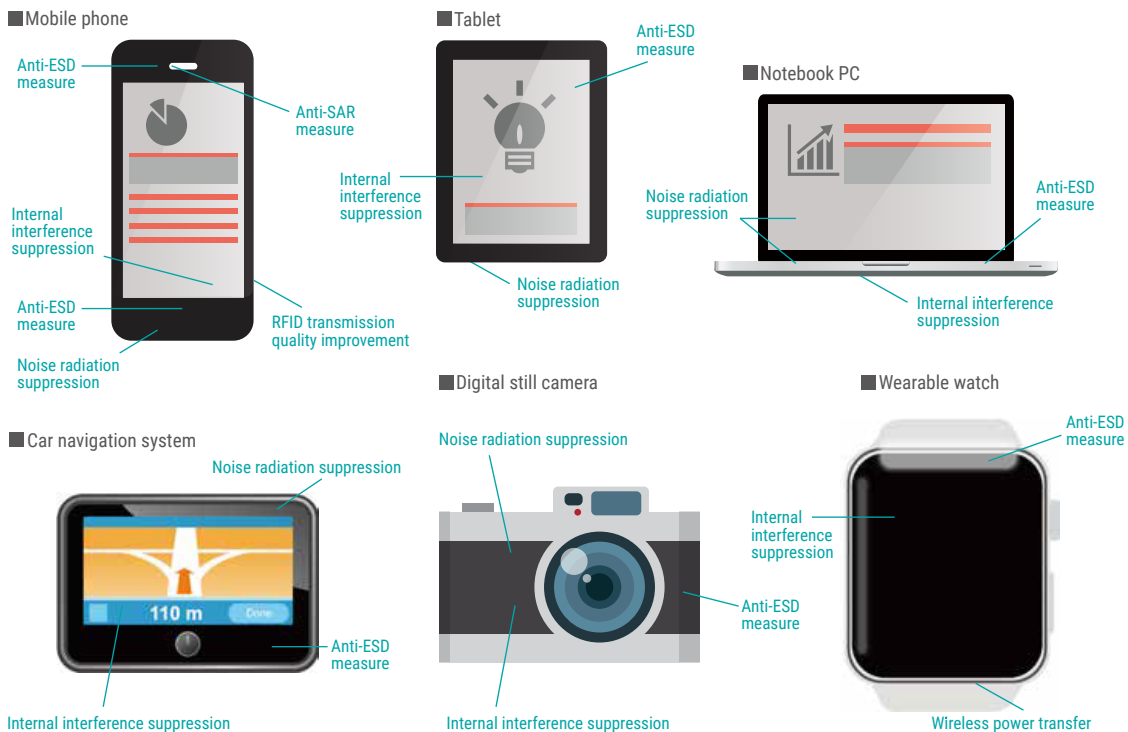 Mobile phone
Anti-ESD
measure
Anti-SAR
measure
Internal
interference
suppression
Anti-ESD
measure
RFID transmission
quality improvement
Noise radiation
suppression
Tablet
Anti-ESD
measure
Internal
interference
suppression
Noise radiation
suppression
Notebook PC
Noise radiation
suppression
Anti-ESD
measure
Internal interference
suppression
Car navigation system
Noise radiation suppression
110 m
Done
Anti-ESD
measure
Internal interference suppression
Digital still camera
Noise radiation suppression
Anti-ESD
measure
Internal interference suppression
Wearable watch
Anti-ESD
measure
Internal
interference
suppression
Wireless power transfer